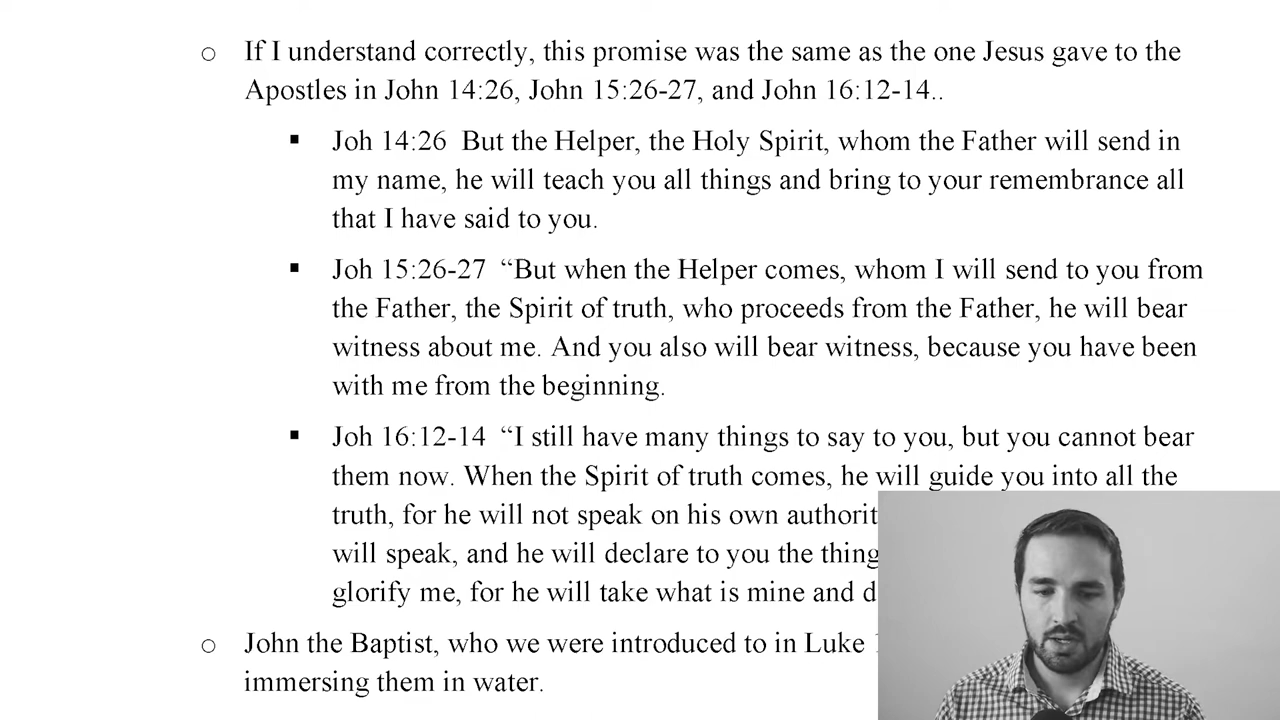 o If I understand correctly, this promise was the same as the one Jesus gave to the
Apostles in John 14:26, John 15:26-27, and John 16:12-14..
▪ Joh 14:26 But the Helper, the Holy Spirit, whom the Father will send in
my name, he will teach you all things and bring to your remembrance all
that I have said to you.
▪ Joh 15:26-27 “But when the Helper comes, whom I will send to you from
the Father, the Spirit of truth, who proceeds from the Father, he will bear
witness about me. And you also will bear witness, because you have been
with me from the beginning.
▪ Joh 16:12-14 “I still have many things to say to you, but you cannot bear
them now. When the Spirit of truth comes, he will guide you into all the
truth, for he will not speak on his own
will speak, and he will declare to you the
glorify me, for he will take what is mine and
o John the Baptist, who we were introduced to in Luke
immersing them in water.